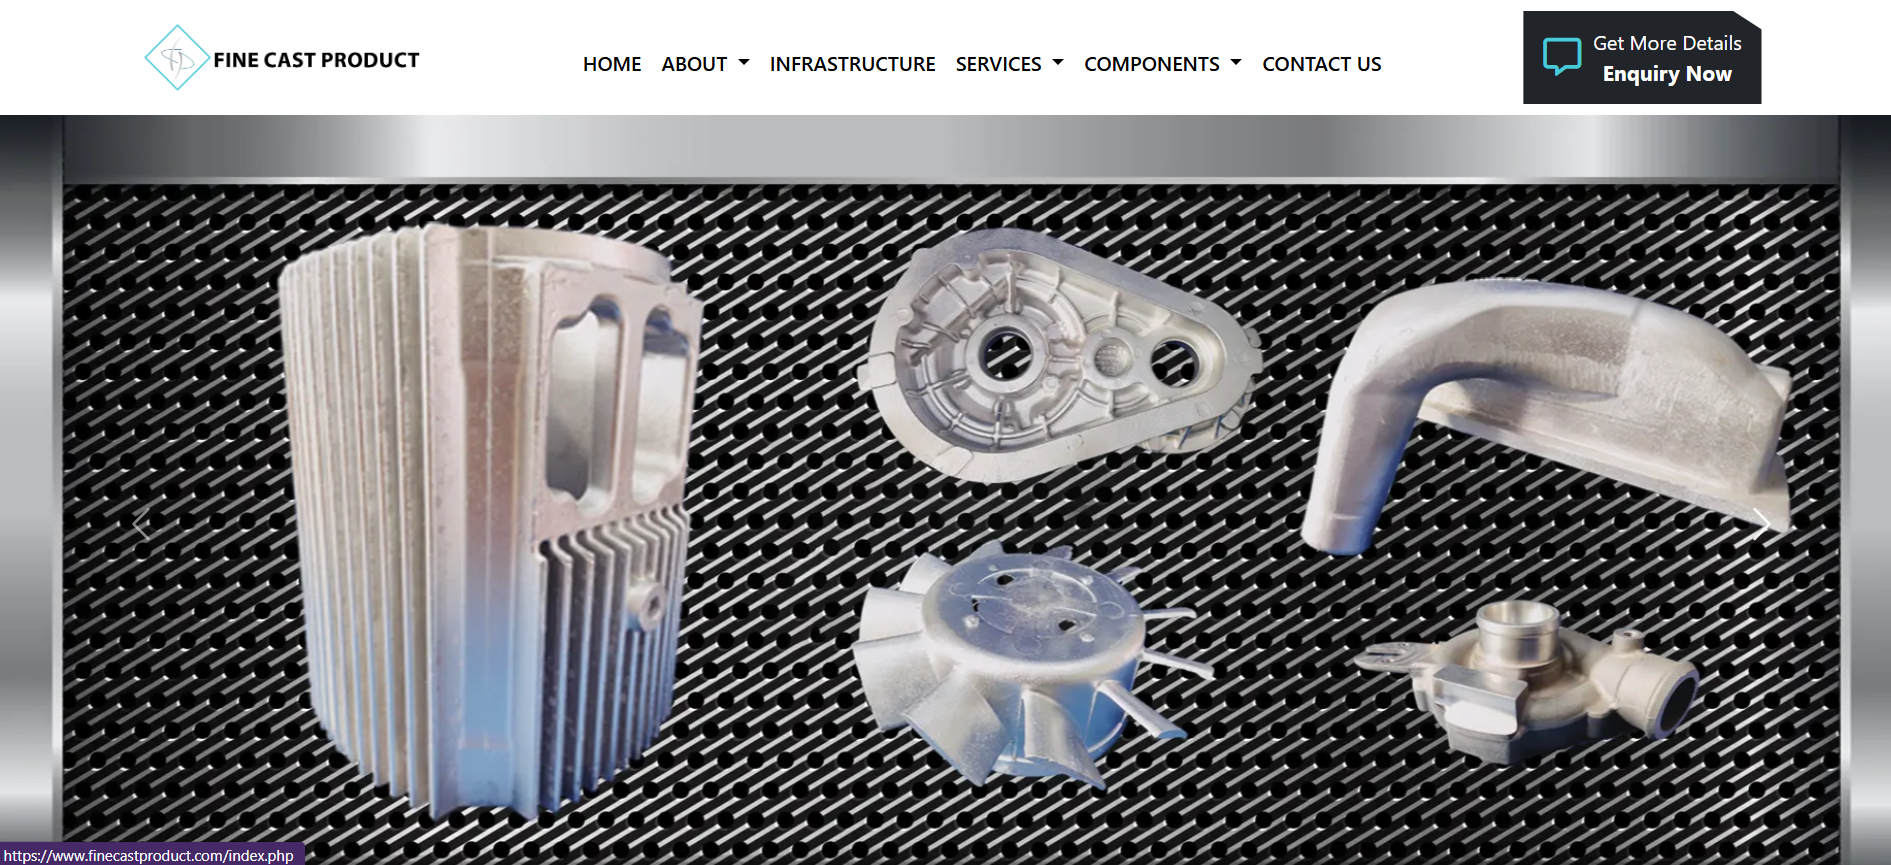 FINE CAST PRODUCT
HOME ABOUT INFRASTRUCTURE SERVICES COMPONENTS CONTACT US
Get More Details
Enquiry Now
https://www.finecastproduct.com/index.php